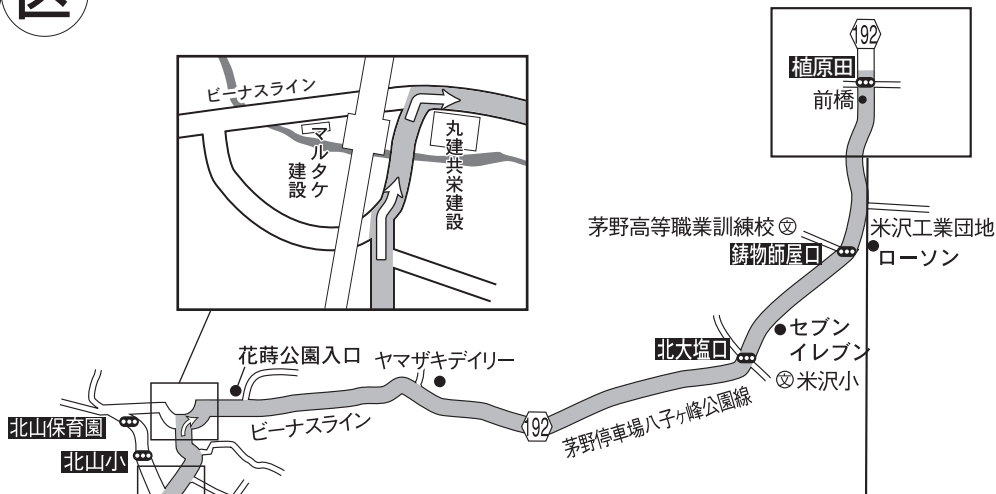 区
192
植原田
前橋
ビーナスライン
マルタケ
建設
丸建共栄建設
茅野高等職業訓練校 文
米沢工業団地
鋳物師屋口
ローソン
セブン
イレブン
北大塩口
文 米沢小
花蒔公園入口
ヤマザキデイリー
ビーナスライン
192
茅野停車場八子ヶ峰公園線
北山保育園
北山小